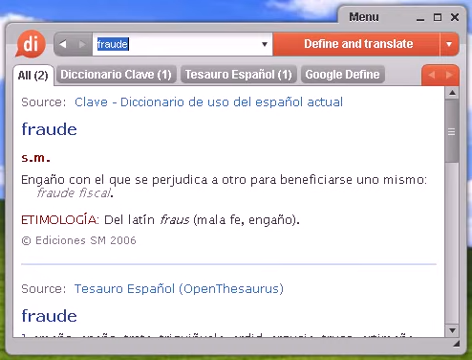 Menu
di
fraude
Define and translate
All (2)
Diccionario Clave (1)
Tesauro Español (1)
Google Define
Source: Clave - Diccionario de uso del español actual
fraude
s.m.
Engaño con el que se perjudica a otro para beneficiarse uno mismo:
fraude fiscal.
ETIMOLOGÍA: Del latín fraus (mala fe, engaño).
© Ediciones SM 2006
Source: Tesauro Español (OpenThesaurus)
fraude